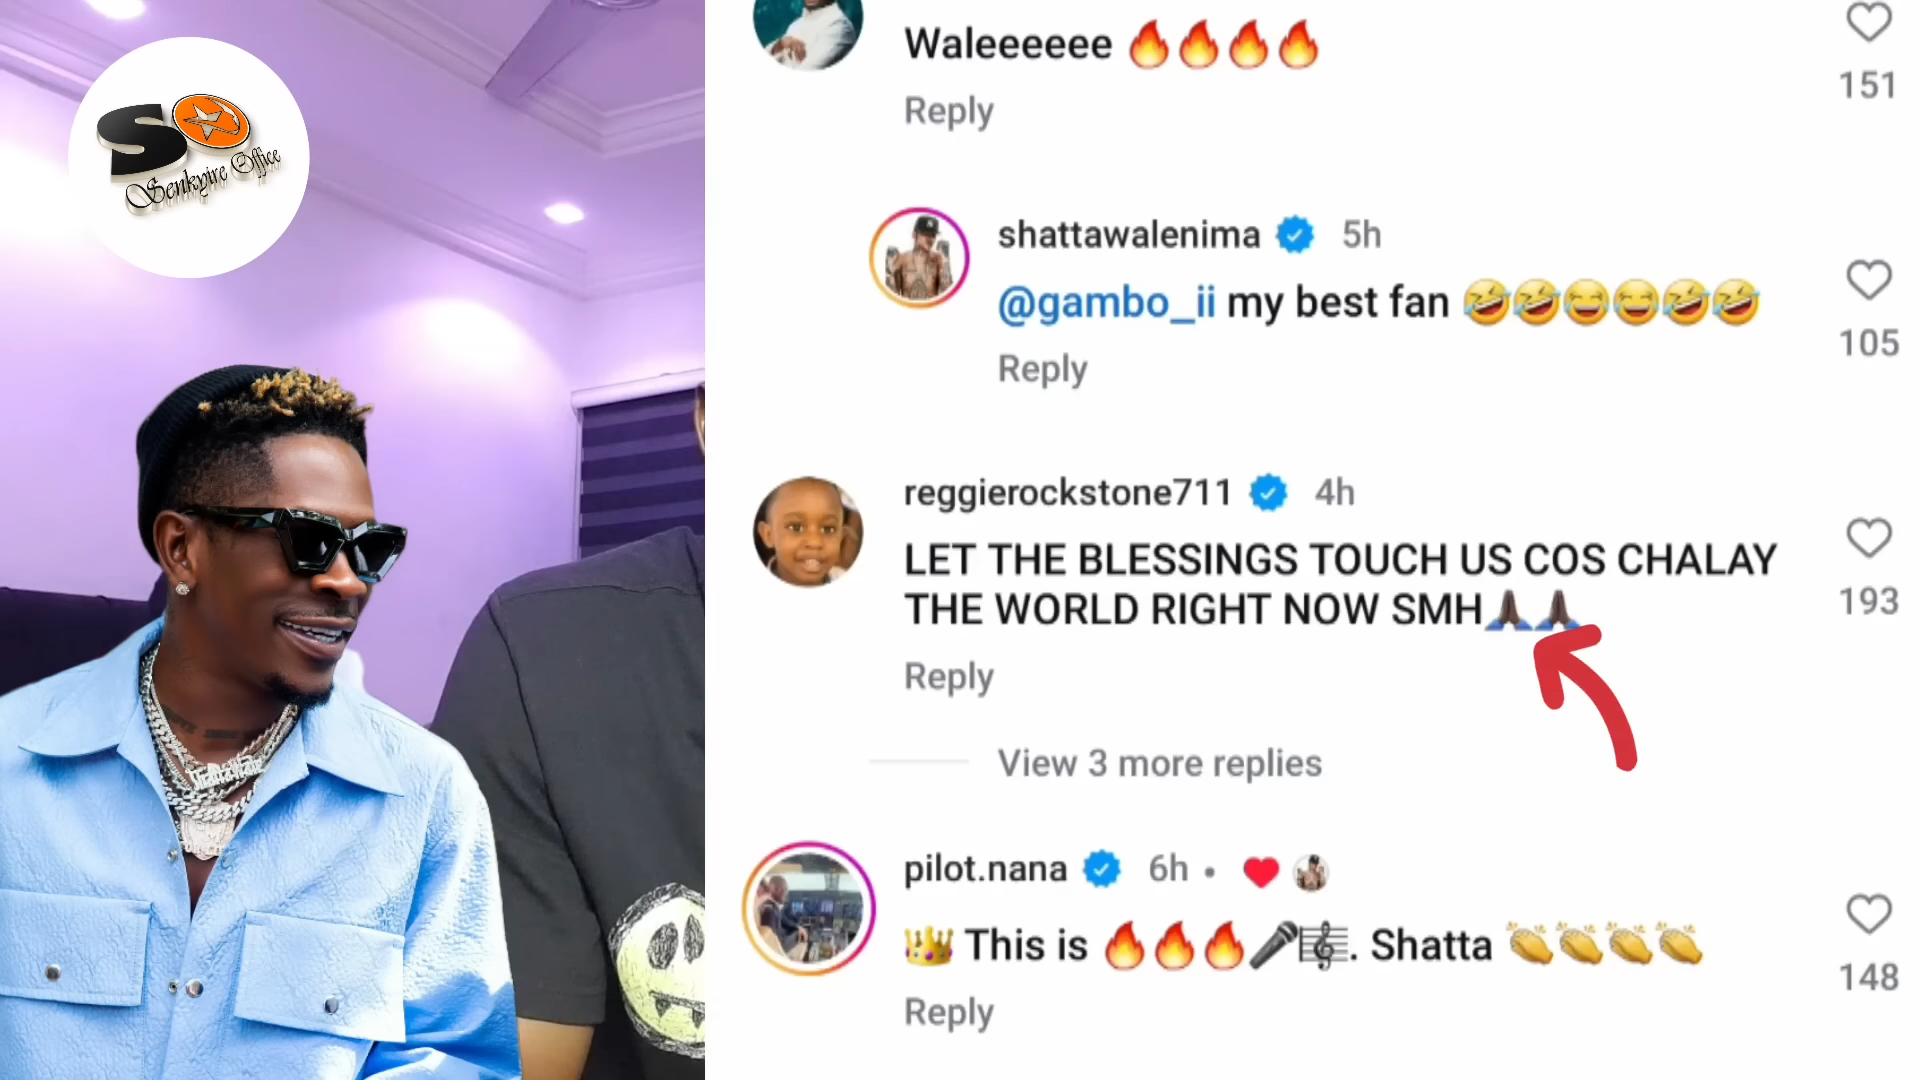 SO
Senkyire Office
Waleeeeee 🔥🔥🔥🔥
151
Reply
shattawalenima 5h
@gambo_ii my best fan 🤣🤣😂😂🤣🤣
105
Reply
reggierockstone711 4h
LET THE BLESSINGS TOUCH US COS CHALAY
THE WORLD RIGHT NOW SMH🙏🏿🙏🏿
193
Reply
View 3 more replies
pilot.nana 6h • ❤️
👑 This is 🔥🔥🔥🎤🎼. Shatta 👏👏👏👏
148
Reply